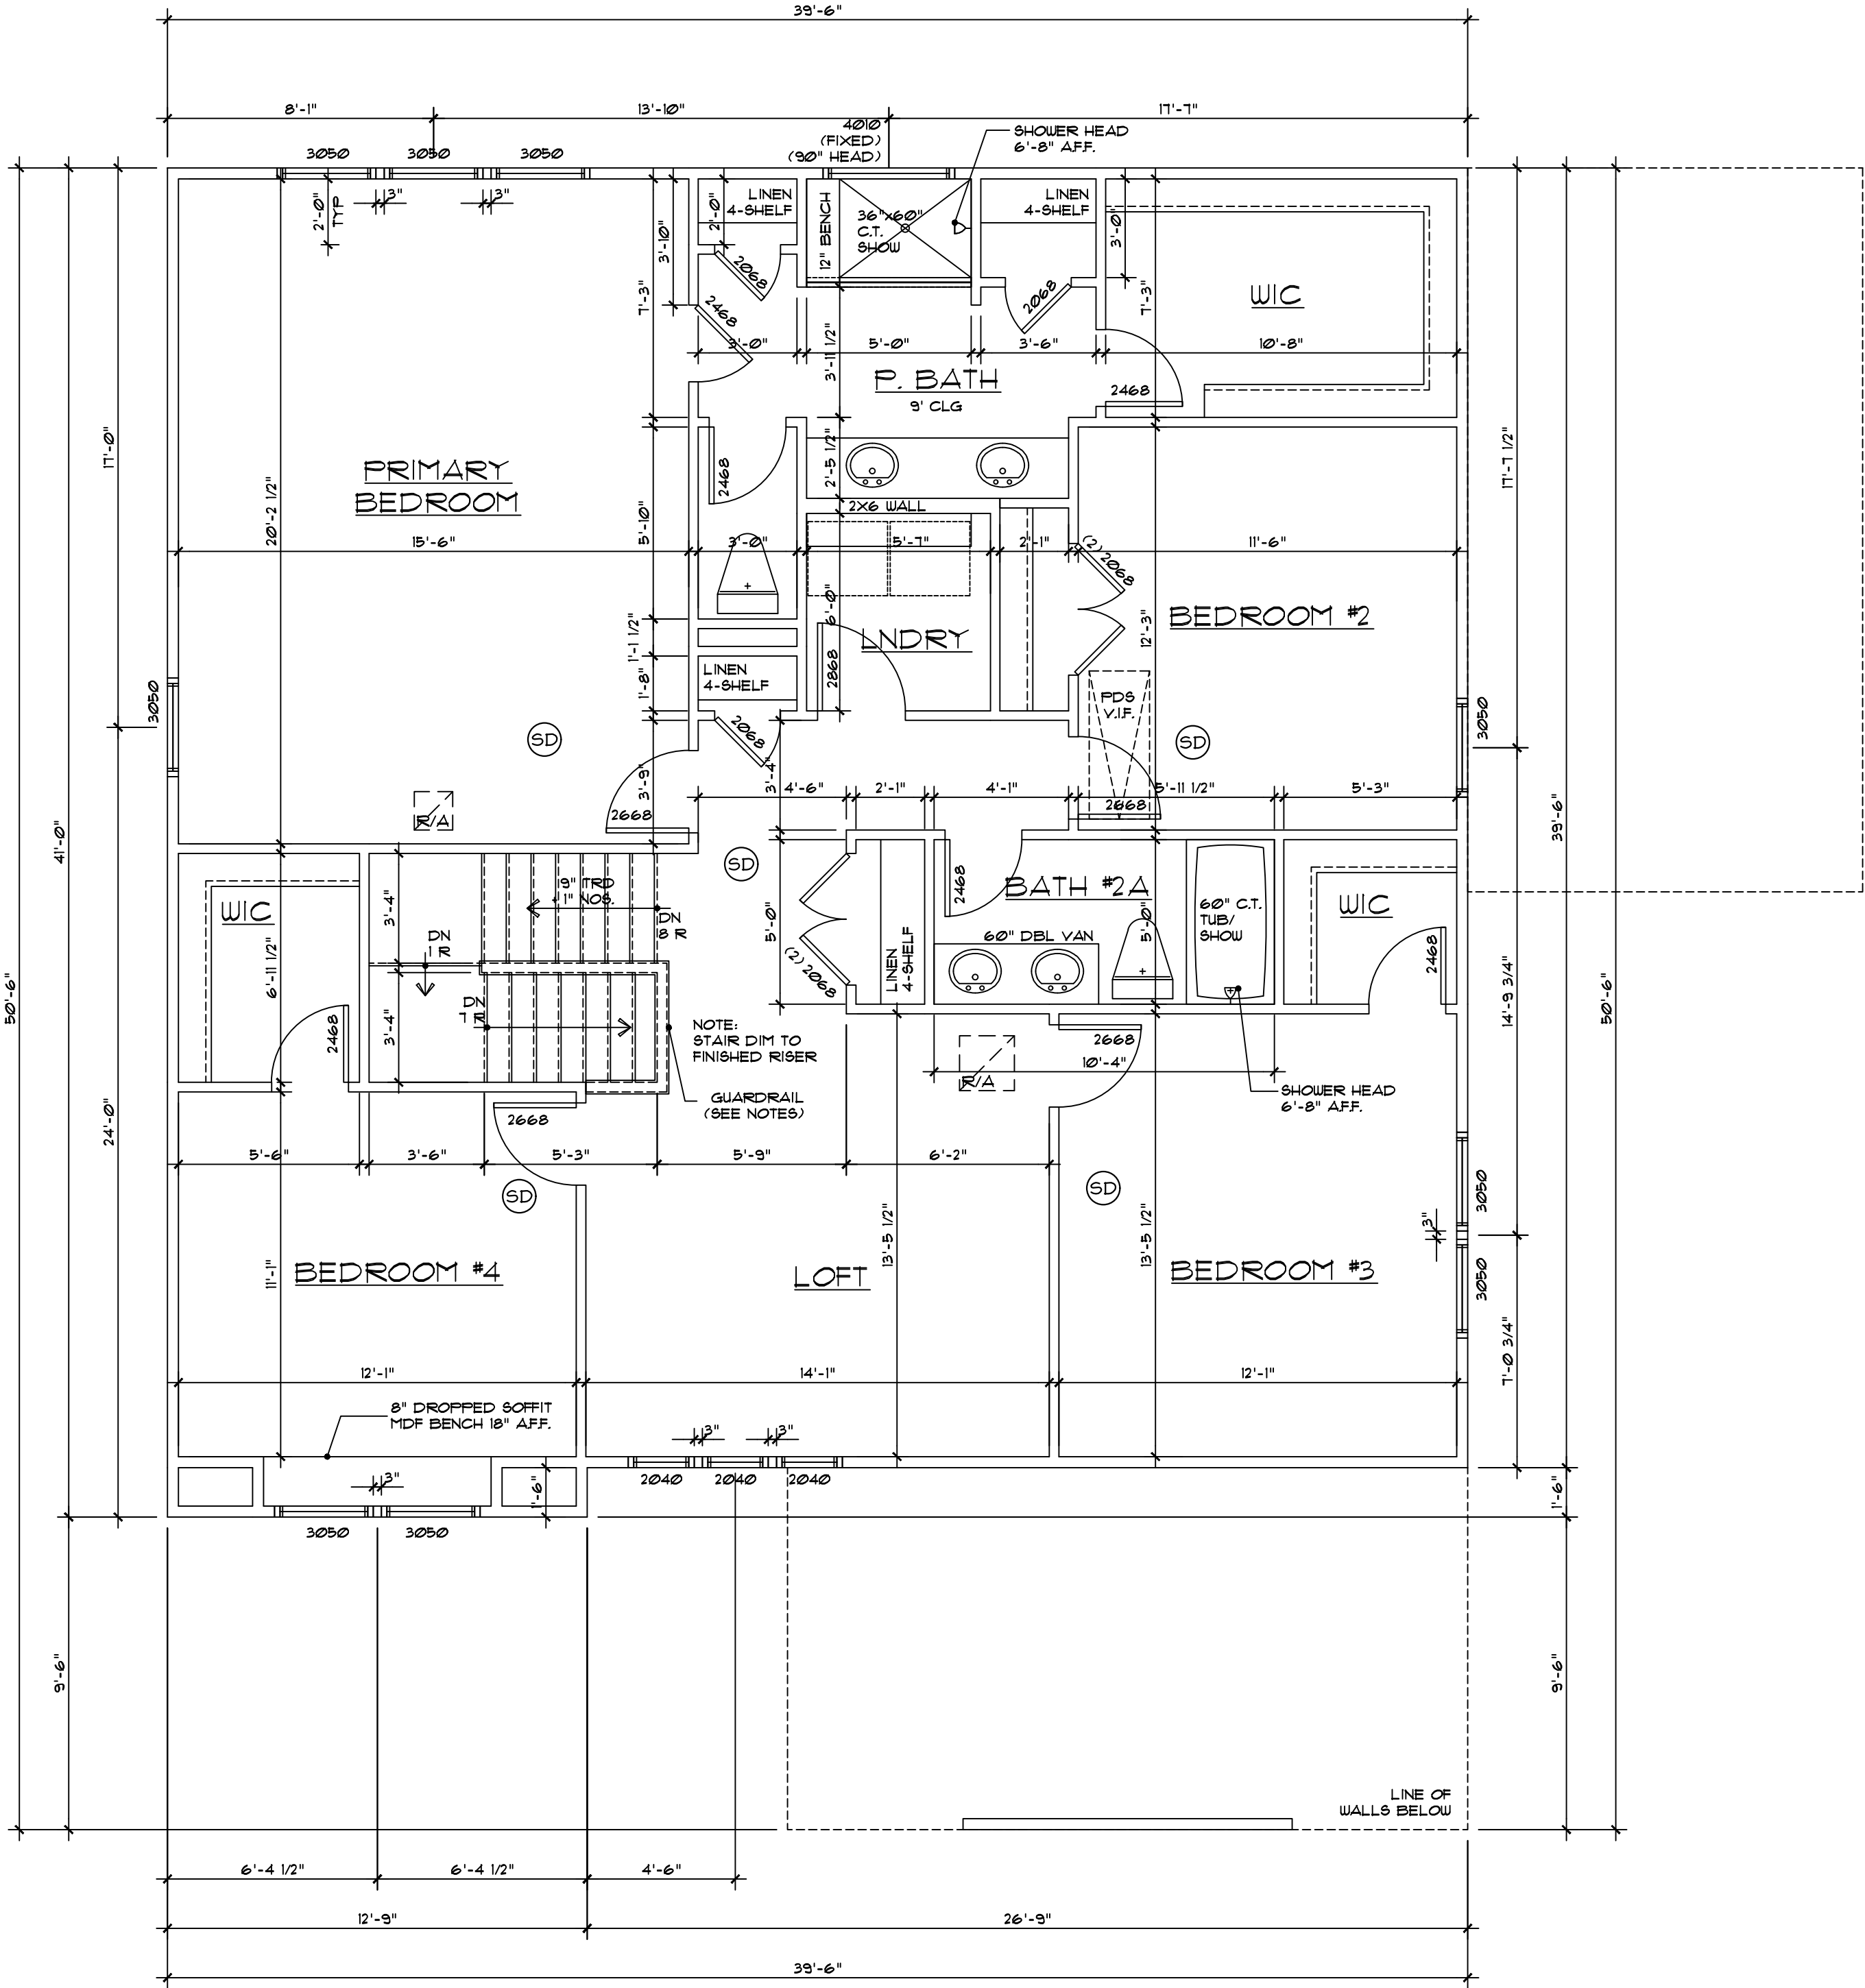 39'-6"
8'-1"
13'-10"
17'-7"
4010
(FIXED)
(90" HEAD)
SHOWER HEAD
6'-8" A.F.F.
3050
3050
3050
3"
3"
2'-0"
TYP
3'-10"
2'-0"
LINEN
4-SHELF
12" BENCH
36"x60"
C.T.
SHOW
LINEN
4-SHELF
3'-0"
7'-3"
7'-3"
2068
2468
2068
WIC
3'-0"
3'-11 1/2"
5'-0"
3'-6"
10'-8"
P. BATH
9' CLG
2468
17'-0"
17'-7 1/2"
PRIMARY
BEDROOM
20'-2 1/2"
2468
2'-5 1/2"
2X6 WALL
5'-10"
15'-6"
3'-0"
5'-7"
2'-1"
(2) 2068
11'-6"
6'-0"
BEDROOM #2
12'-3"
LNDRY
1'-1 1/2"
1'-8"
LINEN
4-SHELF
2868
PDS
V.I.F.
3050
3050
SD
2068
SD
3'-9"
3'-4"
4'-6"
2'-1"
4'-1"
5'-11 1/2"
5'-3"
R/A
2668
2668
41'-0"
39'-6"
SD
9" TRD
+ 1" NOS.
DN
8 R
3'-4"
WIC
DN
1 R
2468
BATH #2A
60" C.T.
TUB/
SHOW
WIC
5'-0"
5'-0"
60" DBL VAN
LINEN
4-SHELF
(2) 2068
2468
6'-11 1/2"
50'-6"
50'-6"
14'-9 3/4"
DN
7 R
3'-4"
2468
NOTE:
STAIR DIM TO
FINISHED RISER
GUARDRAIL
(SEE NOTES)
2668
10'-4"
R/A
SHOWER HEAD
6'-8" A.F.F.
24'-0"
2668
5'-6"
3'-6"
5'-3"
5'-9"
6'-2"
SD
SD
3050
3"
13'-5 1/2"
13'-5 1/2"
11'-1"
BEDROOM #4
LOFT
BEDROOM #3
3050
7'-0 3/4"
12'-1"
14'-1"
12'-1"
8" DROPPED SOFFIT
MDF BENCH 18" A.F.F.
3"
3"
3"
2040
2040
2040
1'-6"
1'-6"
3050
3050
9'-6"
9'-6"
LINE OF
WALLS BELOW
6'-4 1/2"
6'-4 1/2"
4'-6"
12'-9"
26'-9"
39'-6"